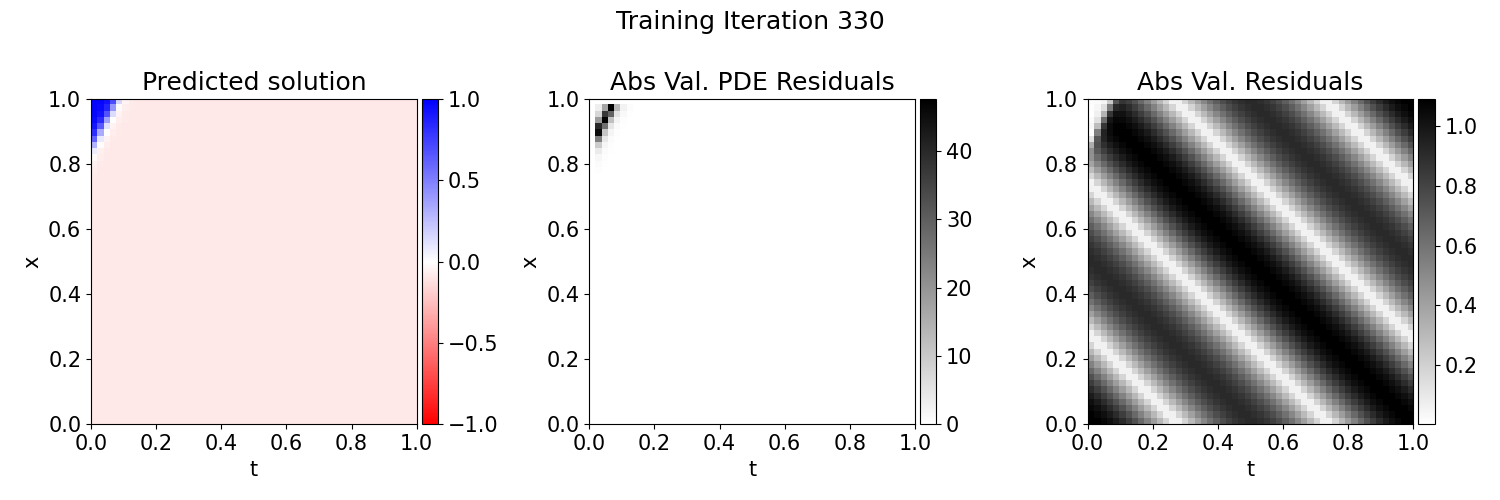 Training Iteration 330
Predicted solution
1.0
0.8
0.6
0.4
0.2
0.0
x
0.0 0.2 0.4 0.6 0.8 1.0
t
1.0
0.5
0.0
−0.5
−1.0
Abs Val. PDE Residuals
1.0
0.8
0.6
0.4
0.2
0.0
x
0.0 0.2 0.4 0.6 0.8 1.0
t
40
30
20
10
0
Abs Val. Residuals
1.0
0.8
0.6
0.4
0.2
0.0
x
0.0 0.2 0.4 0.6 0.8 1.0
t
1.0
0.8
0.6
0.4
0.2